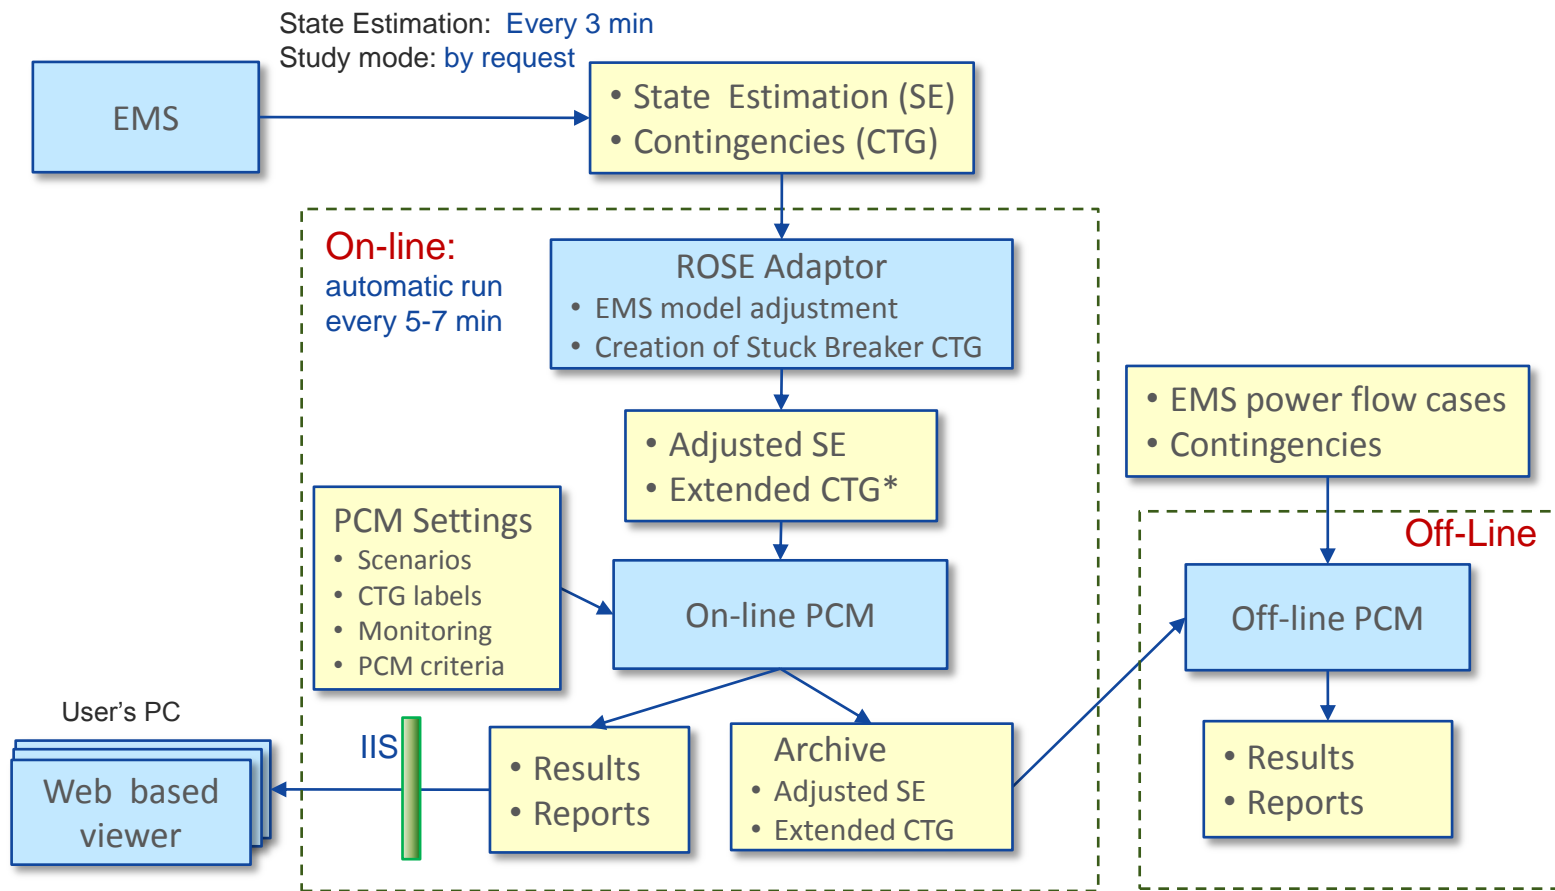 State Estimation: Every 3 min
Study mode: by request
EMS
• State Estimation (SE)
• Contingencies (CTG)
On-line:
automatic run
every 5-7 min
ROSE Adaptor
• EMS model adjustment
• Creation of Stuck Breaker CTG
• Adjusted SE
• Extended CTG*
• EMS power flow cases
• Contingencies
PCM Settings
• Scenarios
• CTG labels
• Monitoring
• PCM criteria
On-line PCM
Off-Line
Off-line PCM
User's PC
Web based
viewer
IIS
• Results
• Reports
Archive
• Adjusted SE
• Extended CTG
• Results
• Reports